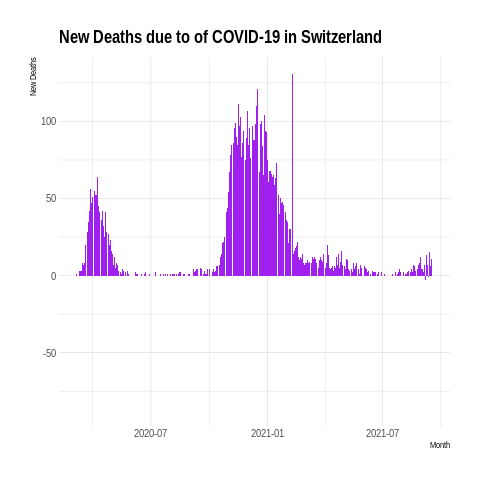 New Deaths due to of COVID-19 in Switzerland
New Deaths
100
50
0
-50
2020-07
2021-01
2021-07
Month